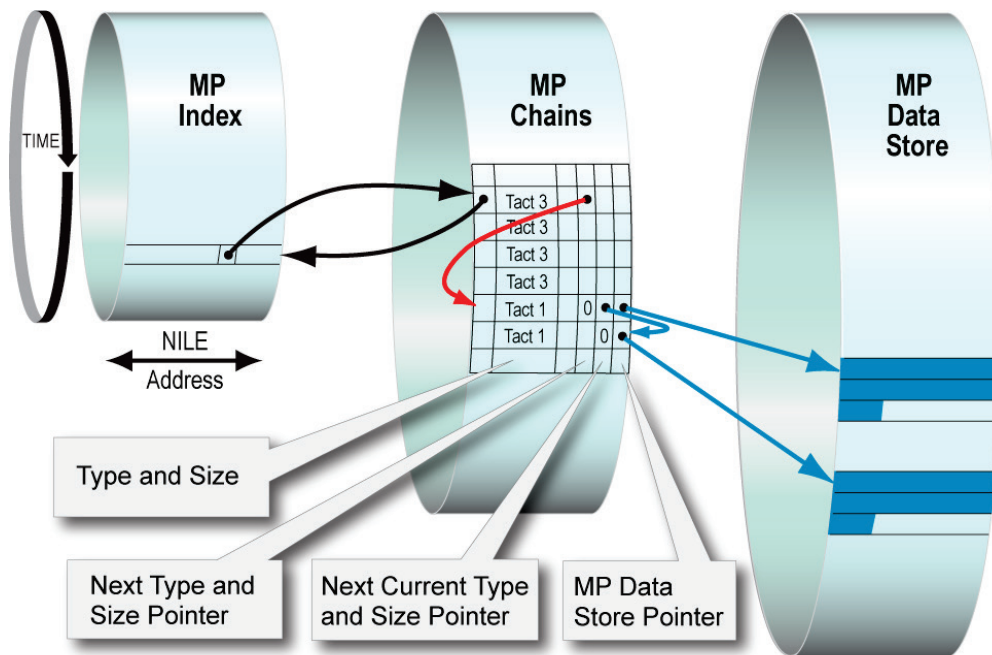 MP
Index
MP
Chains
MP
Data
Store
TIME
Tact 3
Tact 3
Tact 3
Tact 3
Tact 1 0
Tact 1 0
NILE
Address
Type and Size
Next Type and
Size Pointer
Next Current Type
and Size Pointer
MP Data
Store Pointer